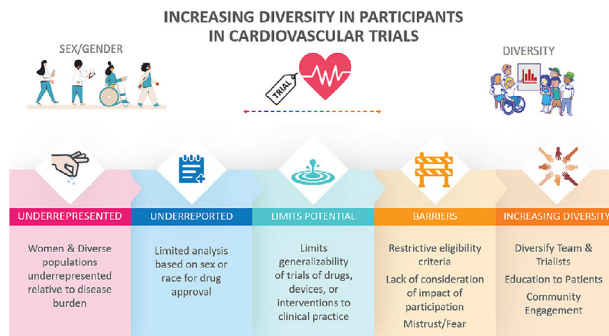 INCREASING DIVERSITY IN PARTICIPANTS
IN CARDIOVASCULAR TRIALS
SEX/GENDER
DIVERSITY
TRIAL
UNDERREPRESENTED
Women & Diverse
populations
underrepresented
relative to disease
burden
UNDERREPORTED
Limited analysis
based on sex or
race for drug
approval
LIMITS POTENTIAL
Limits
generalizability
of trials of drugs,
devices, or
interventions to
clinical practice
BARRIERS
Restrictive eligibility
criteria
Lack of consideration
of impact of
participation
Mistrust/Fear
INCREASING DIVERSITY
Diversify Team &
Trialists
Education to Patients
Community
Engagement